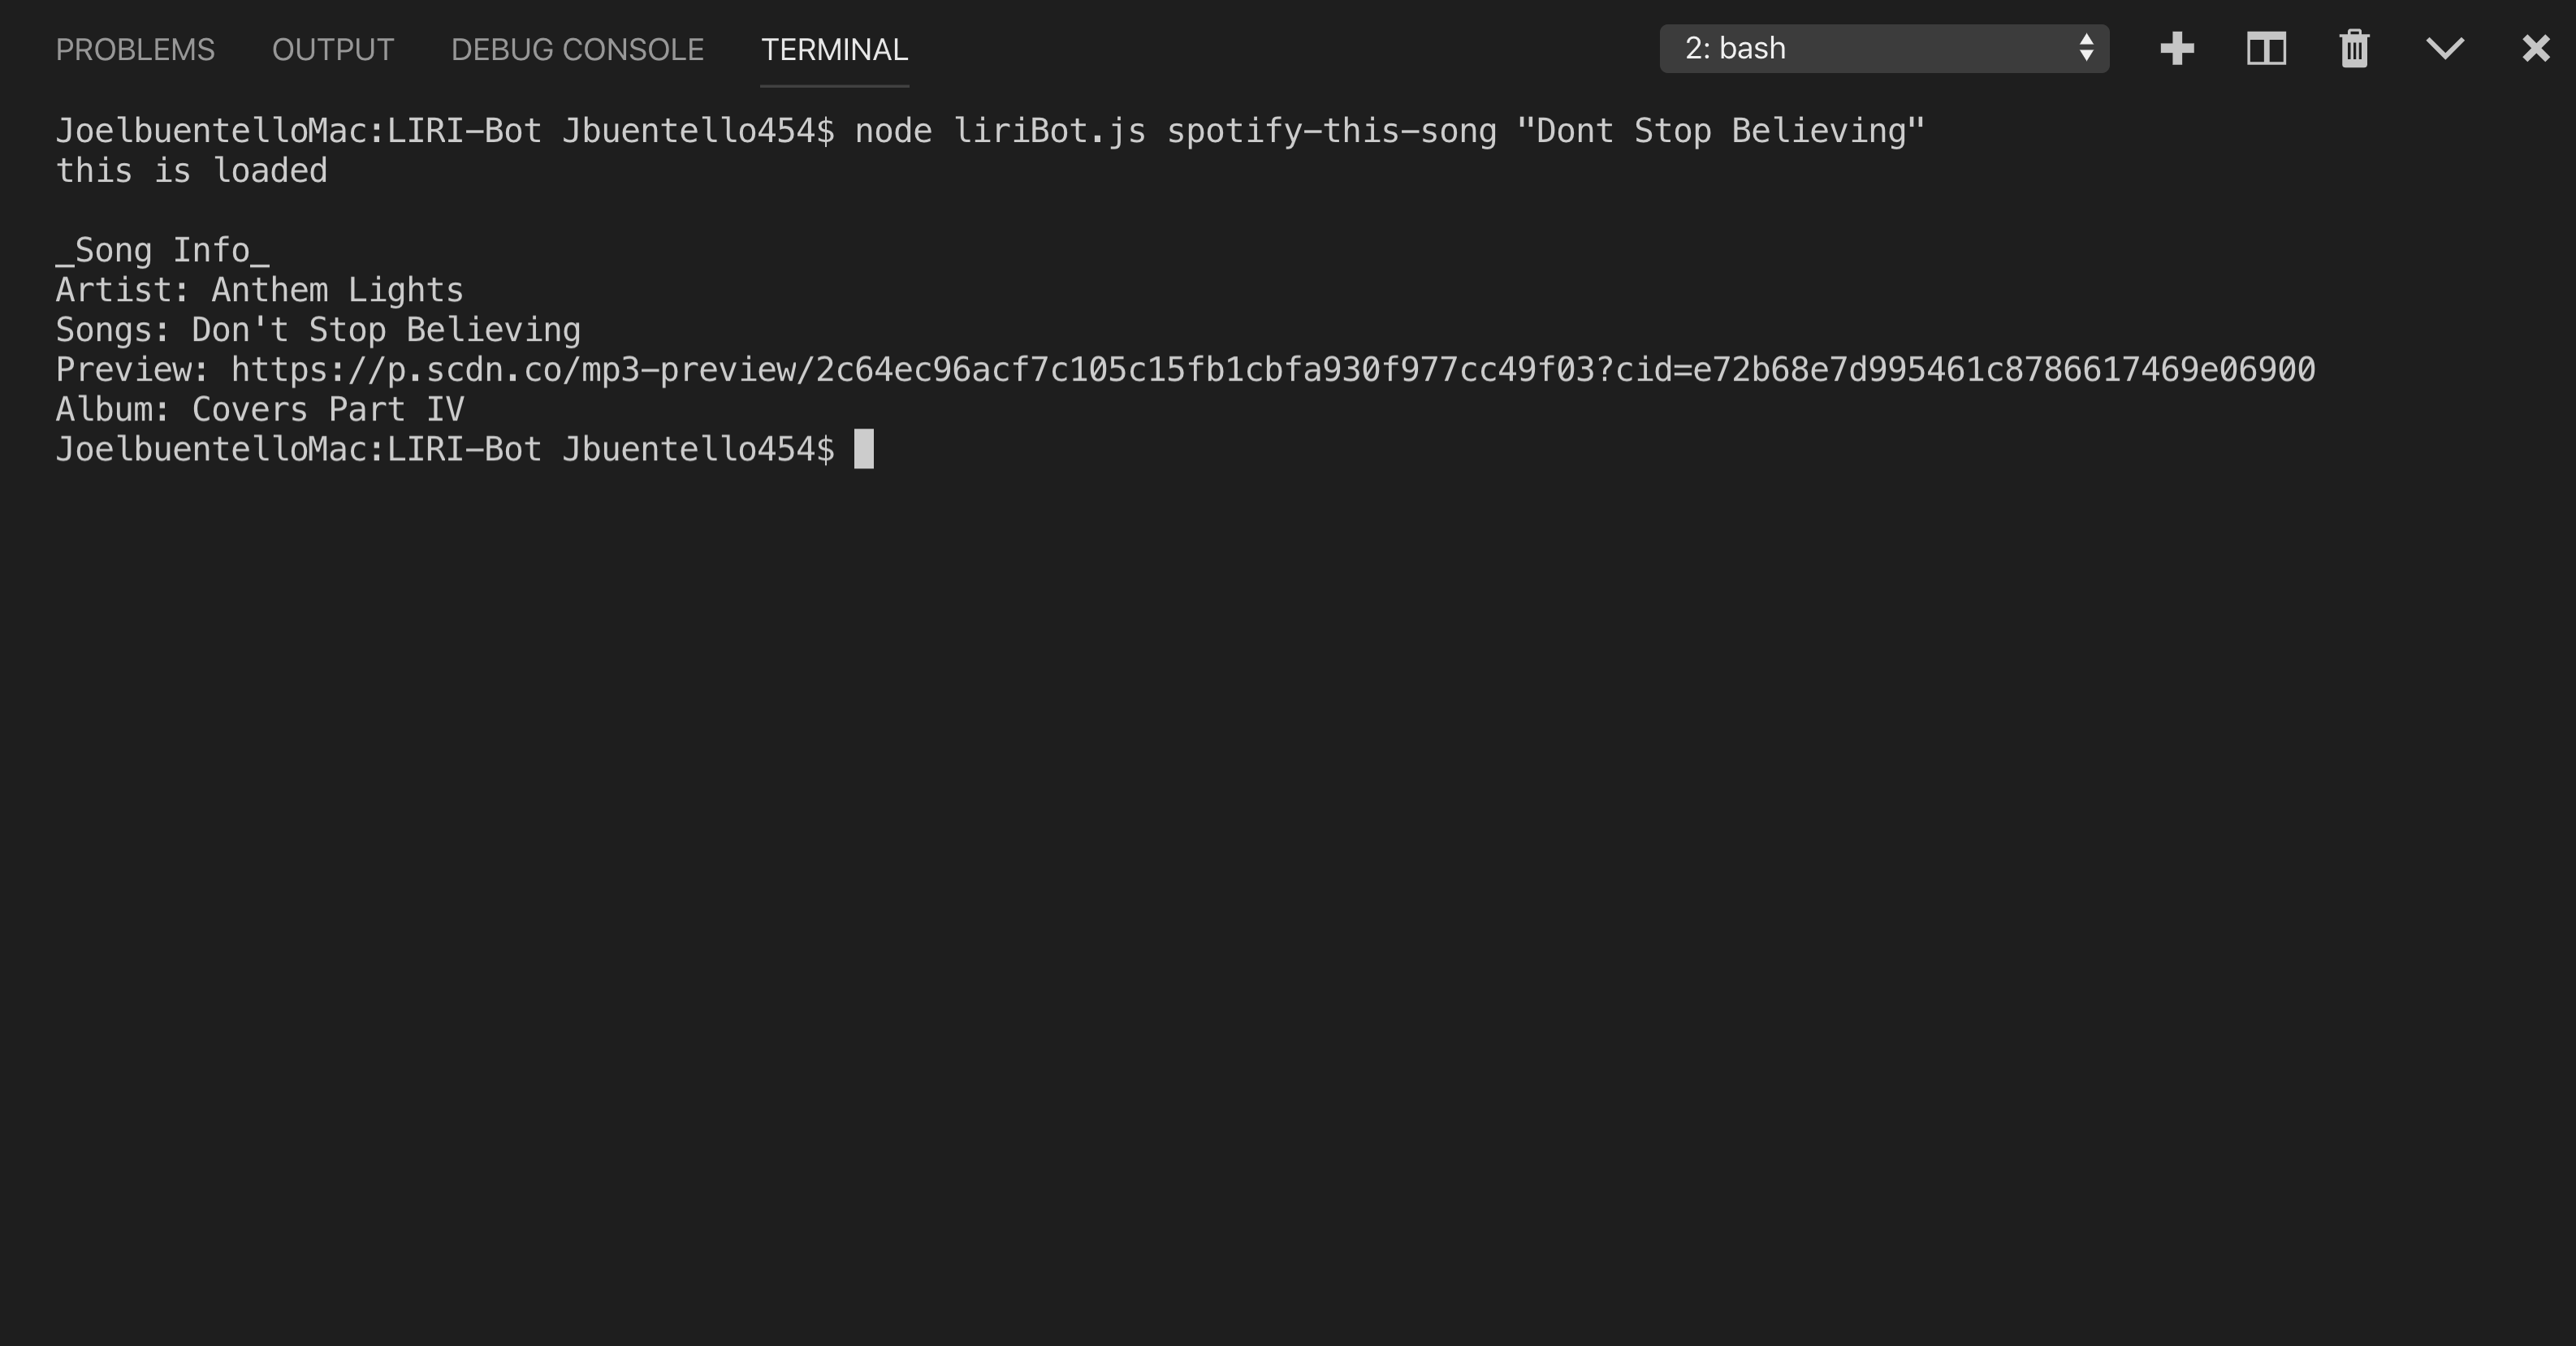 PROBLEMS OUTPUT DEBUG CONSOLE TERMINAL 2: bash
JoelbuentelloMac:LIRI-Bot Jbuentello454$ node liriBot.js spotify-this-song "Dont Stop Believing"
this is loaded
_Song Info_
Artist: Anthem Lights
Songs: Don't Stop Believing
Preview: https://p.scdn.co/mp3-preview/2c64ec96acf7c105c15fb1cbfa930f977cc49f03?cid=e72b68e7d995461c8786617469e06900
Album: Covers Part IV
JoelbuentelloMac:LIRI-Bot Jbuentello454$